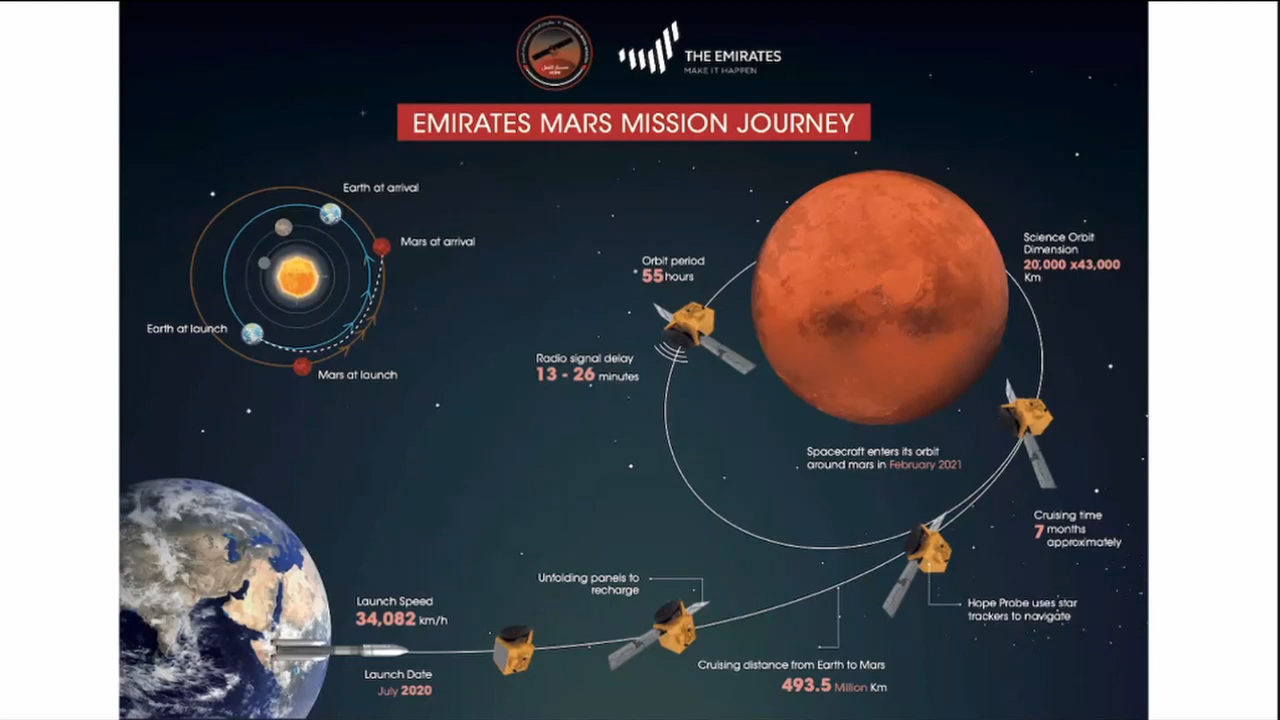 THE EMIRATES
MAKE IT HAPPEN
EMIRATES MARS MISSION JOURNEY
Earth at arrival
Mars at arrival
Earth at launch
Mars at launch
Orbit period
55 hours
Science Orbit
Dimension
20,000 x43,000
Km
Radio signal delay
13 - 26 minutes
Spacecraft enters its orbit
around mars in February 2021
Cruising time
7 months
approximately
Unfolding panels to
recharge
Hope Probe uses star
trackers to navigate
Launch Speed
34,082 km/h
Launch Date
July 2020
Cruising distance from Earth to Mars
493.5 Million Km